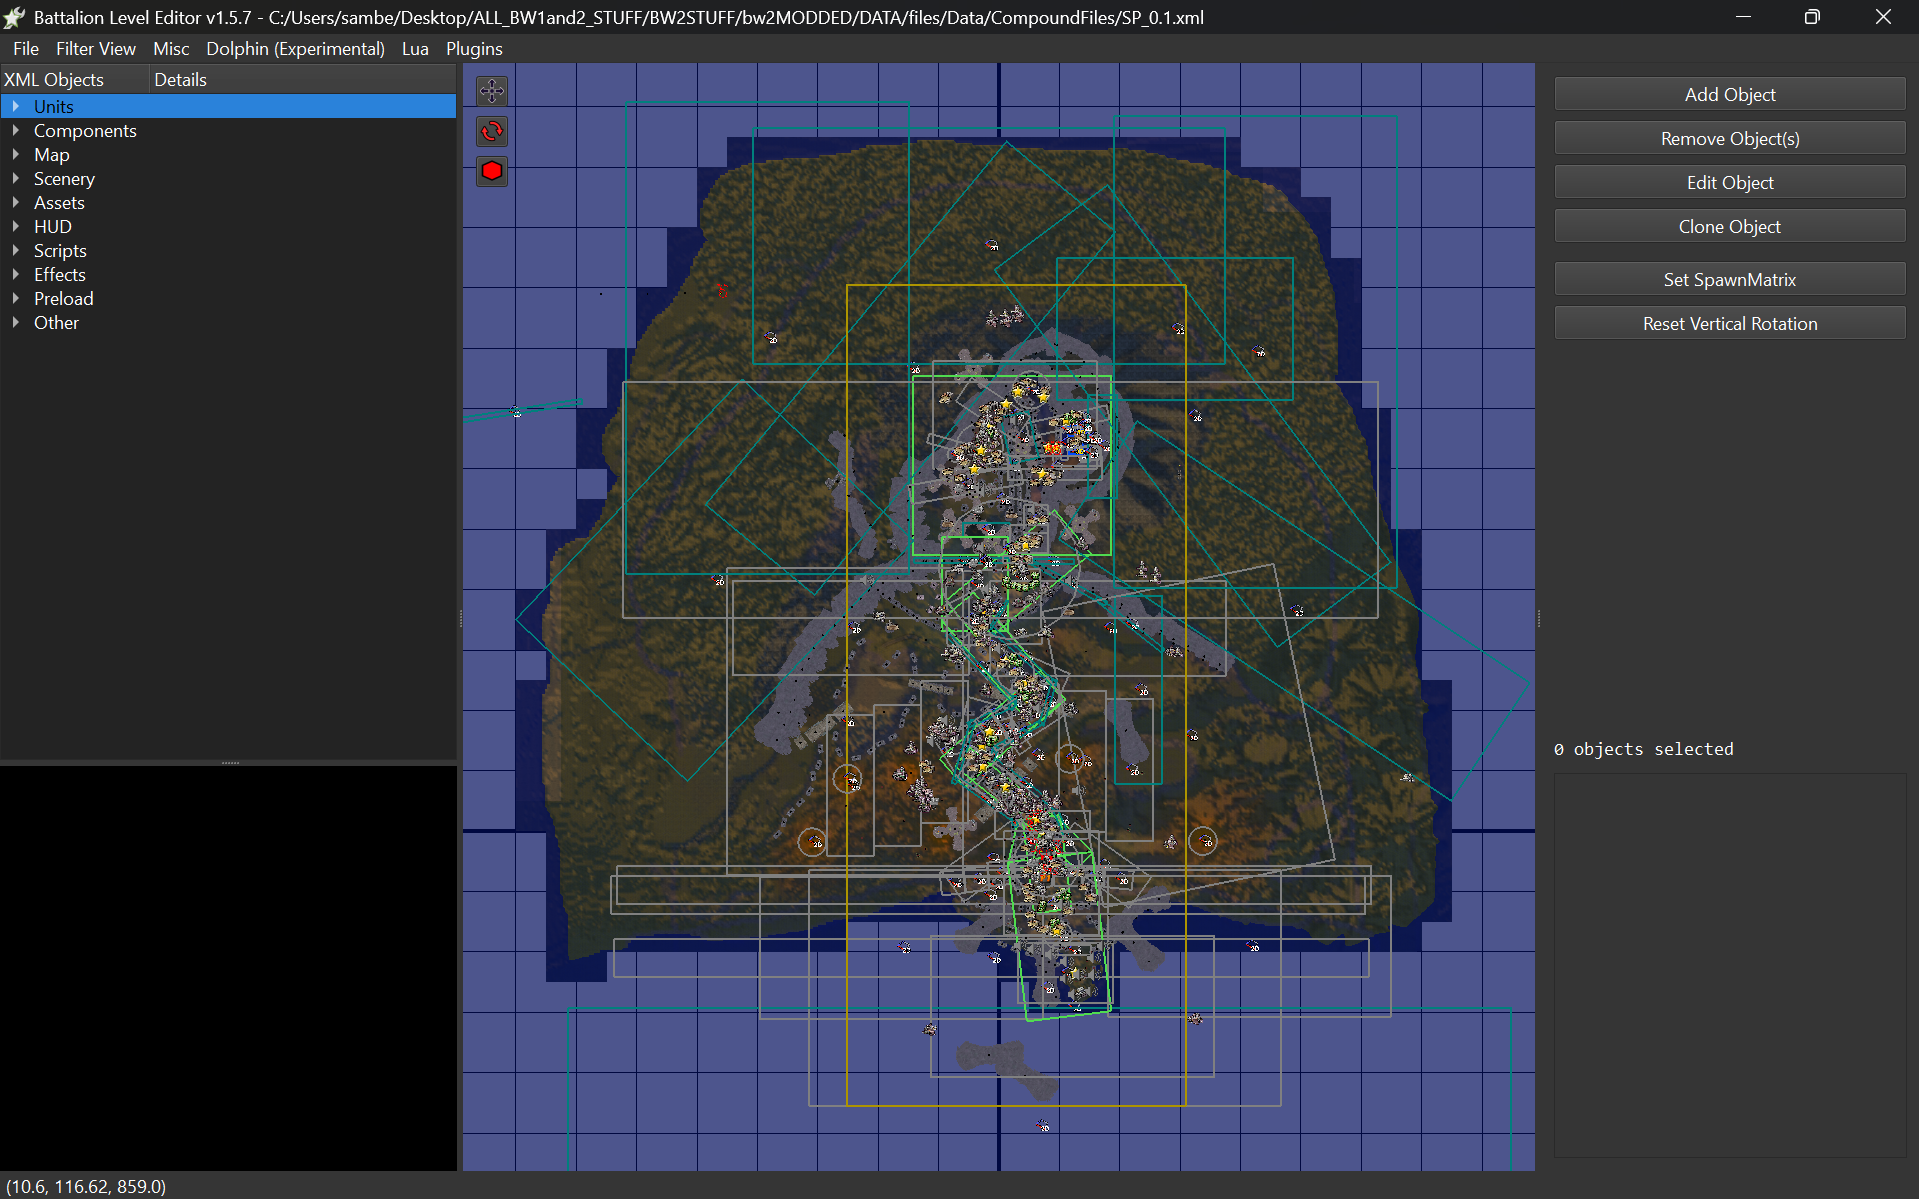 Battalion Level Editor v1.5.7 - C:/Users/sambe/Desktop/ALL_BW1and2_STUFF/BW2STUFF/bw2MODDED/DATA/files/Data/CompoundFiles/SP_0.1.xml
File Filter View Misc Dolphin (Experimental) Lua Plugins
XML Objects Details
Units
Components
Map
Scenery
Assets
HUD
Scripts
Effects
Preload
Other
Add Object
Remove Object(s)
Edit Object
Clone Object
Set SpawnMatrix
Reset Vertical Rotation
0 objects selected
(10.6, 116.62, 859.0)